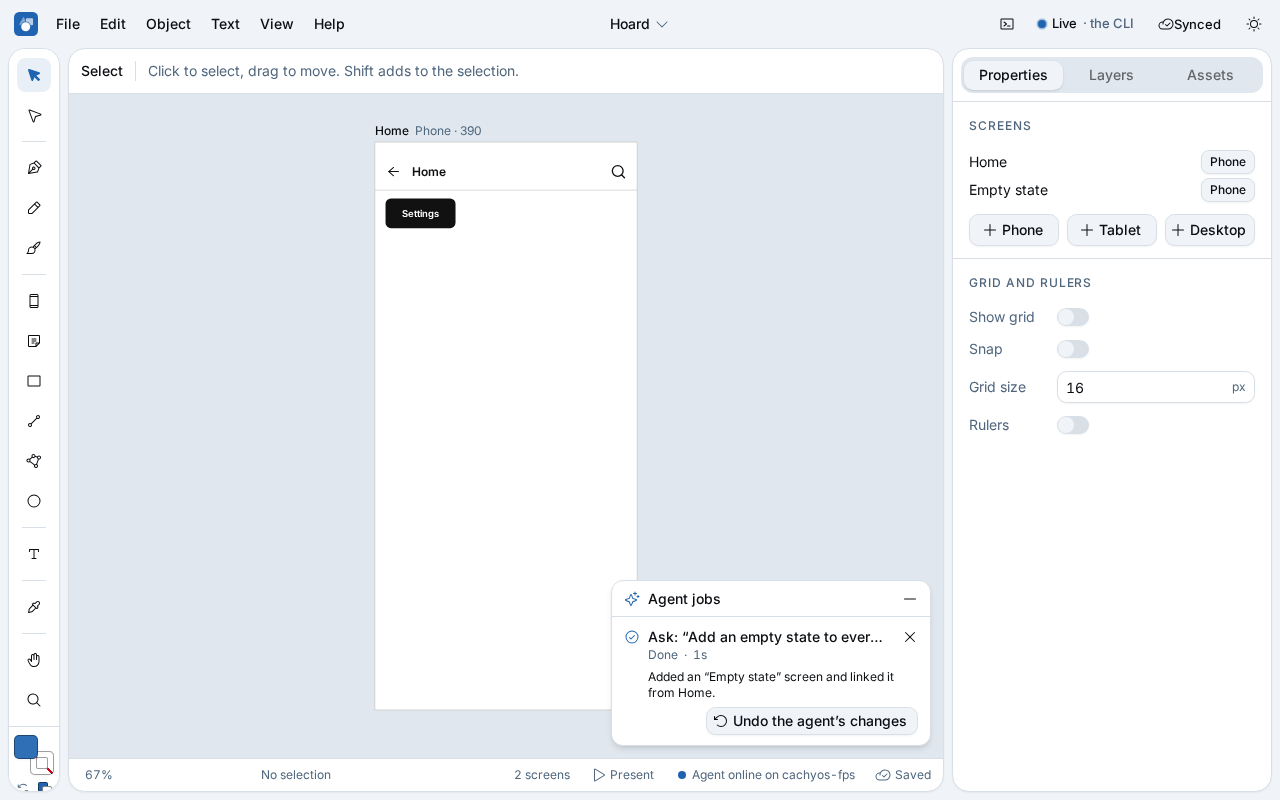 File Edit Object Text View Help
Hoard
Live · the CLI
Synced
Select
Click to select, drag to move. Shift adds to the selection.
Home Phone · 390
Home
Settings
Agent jobs
Ask: “Add an empty state to ever…
Done · 1s
Added an “Empty state” screen and linked it
from Home.
Undo the agent’s changes
67%
No selection
2 screens
Present
Agent online on cachyos-fps
Saved
Properties Layers Assets
SCREENS
Home Phone
Empty state Phone
Phone Tablet Desktop
GRID AND RULERS
Show grid
Snap
Grid size 16 px
Rulers